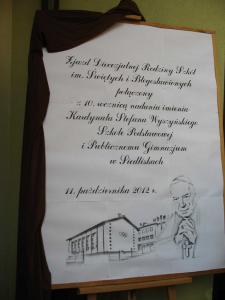 Zjazd Diecezjalnej Rodziny Szkół
im. Świętych i Błogosławionych
połączony
z 10. rocznicą nadania imienia
Kardynała Stefana Wyszyńskiego
Szkole Podstawowej
i Publicznemu Gimnazjum
w Siedliskach
11. października 2012 r.